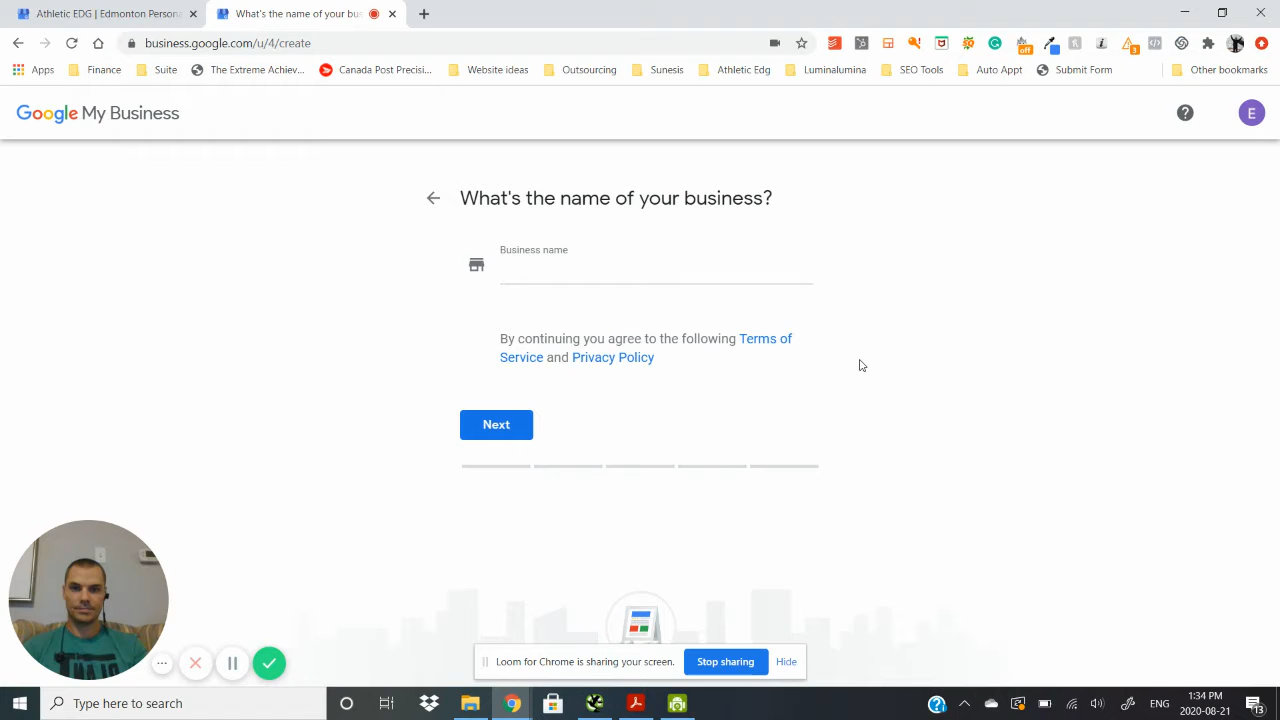 Athletic EDG | Edmonton Persona
What's the name of your bus
business.google.com/u/4/create
Apps
Finance
Suite
The Extreme Achiev...
Canada Post Precisi...
Website ideas
Outsourcing
Sunesis
Athletic Edg
Luminalumina
SEO Tools
Auto Appt
Submit Form
Other bookmarks
Google My Business
E
What's the name of your business?
Business name
By continuing you agree to the following Terms of
Service and Privacy Policy
Next
Loom for Chrome is sharing your screen.
Stop sharing
Hide
Type here to search
ENG
1:34 PM
2020-08-21
13